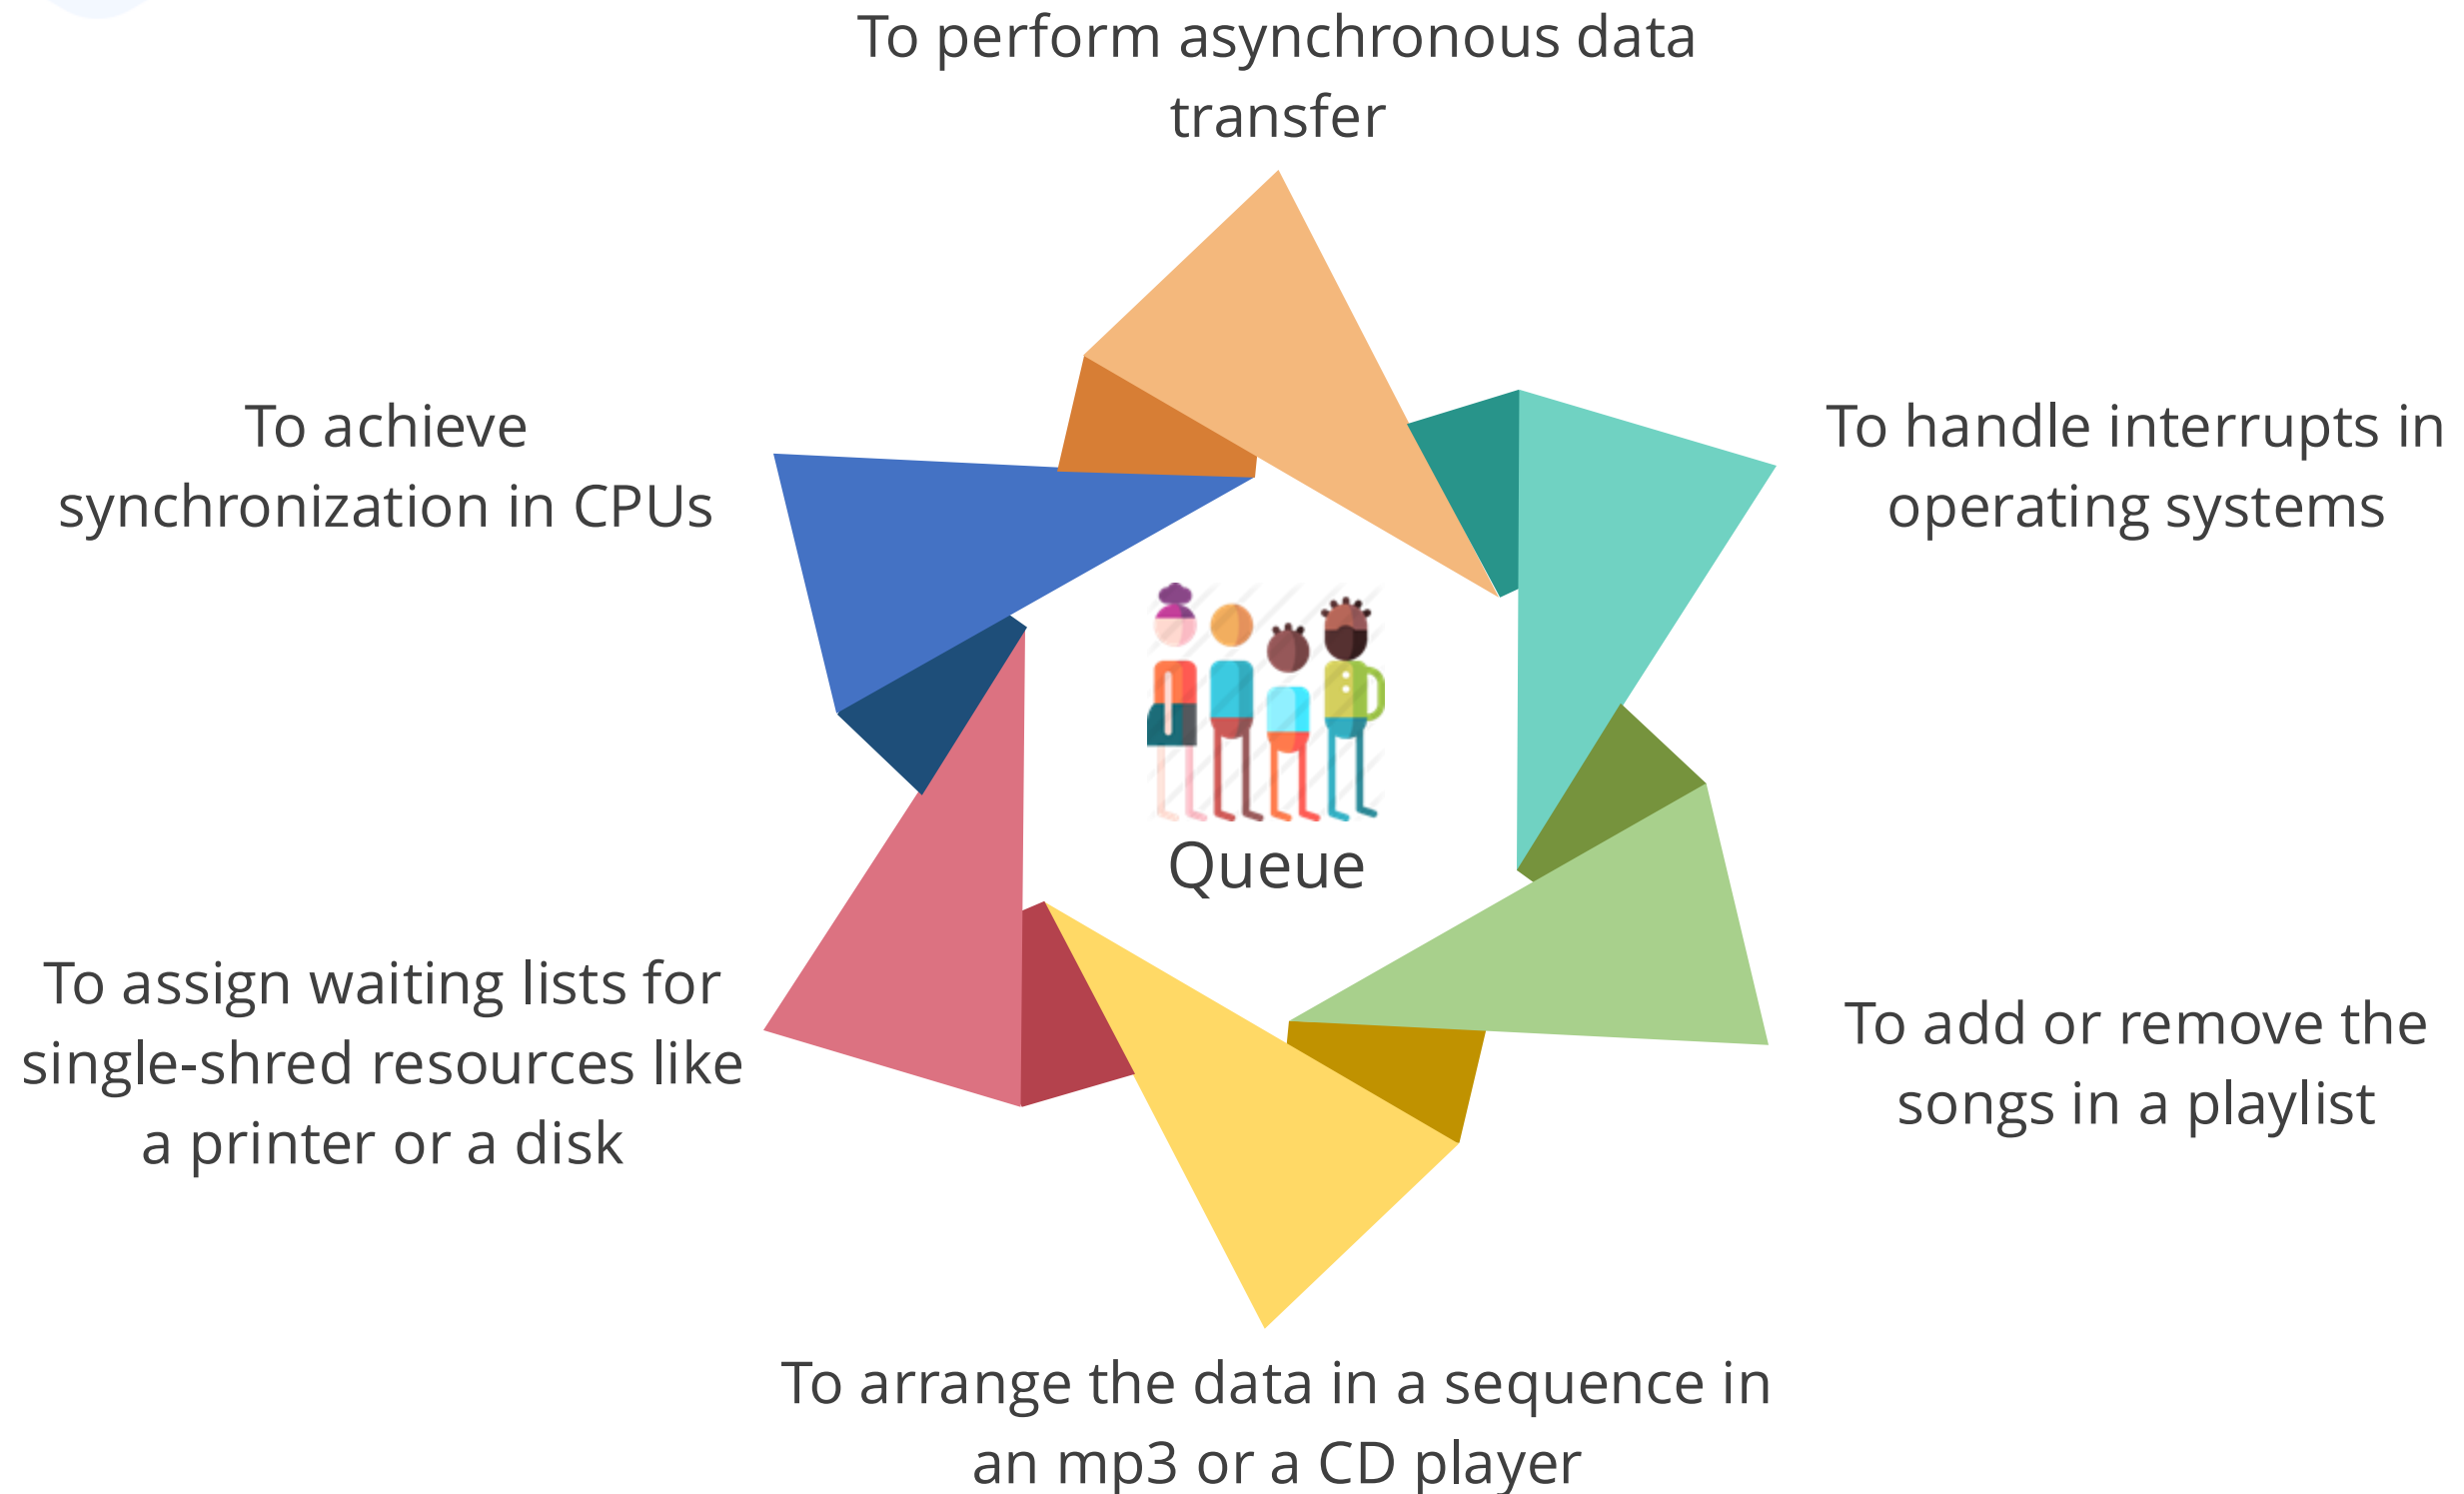 To perform asynchronous data
transfer
To achieve
synchronization in CPUs
To handle interrupts in
operating systems
Queue
To assign waiting lists for
single-shred resources like
a printer or a disk
To add or remove the
songs in a playlist
To arrange the data in a sequence in
an mp3 or a CD player